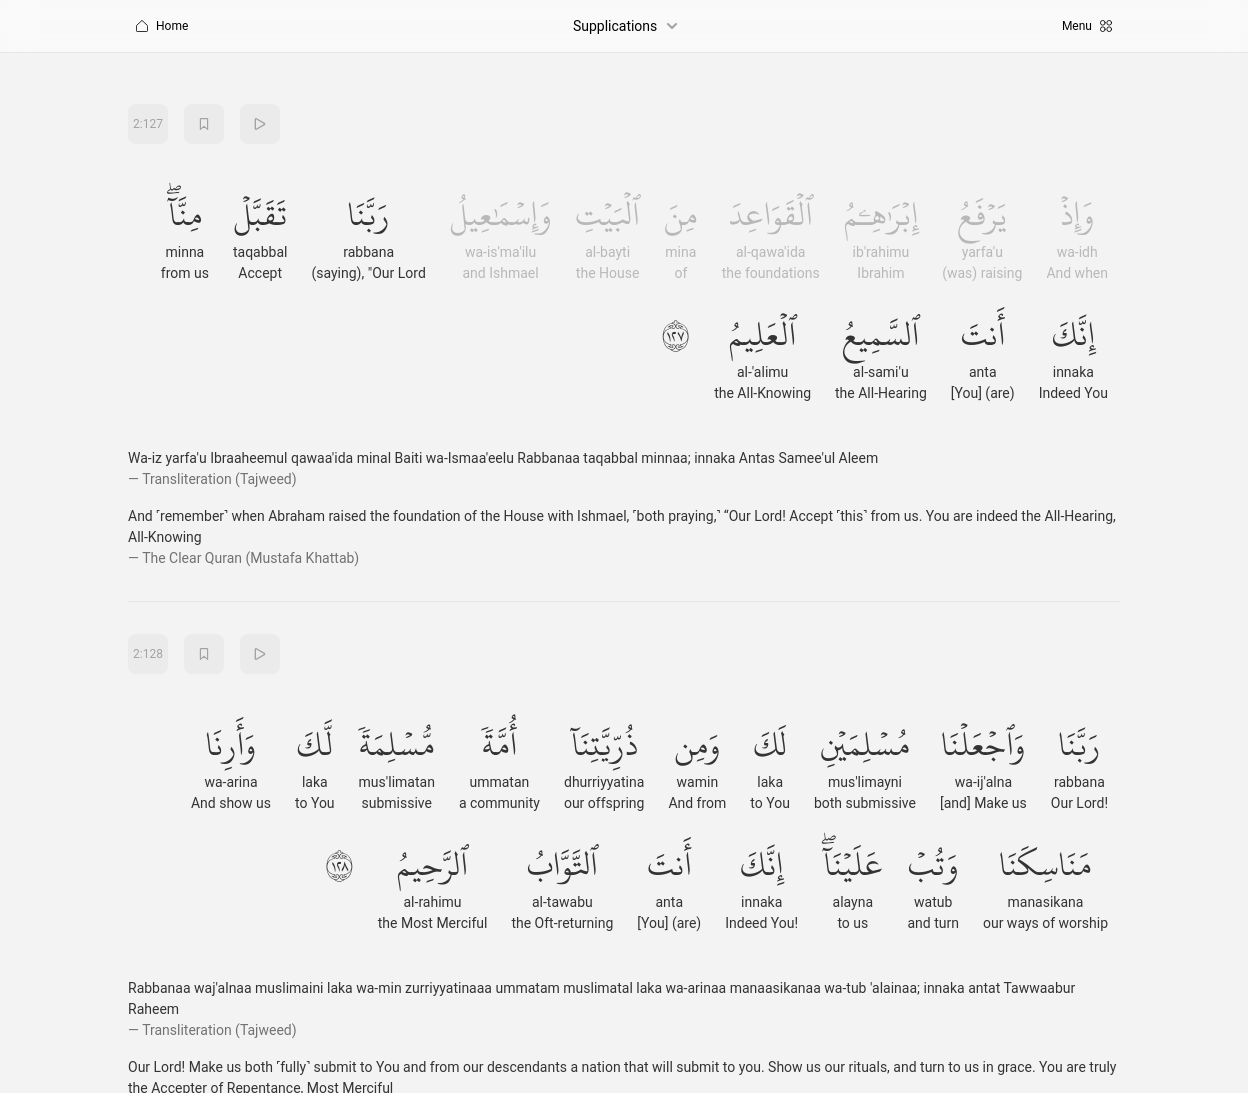 Home
Supplications
Menu
2:127
وَإِذْ يَرْفَعُ إِبْرَٰهِـۧمُ ٱلْقَوَاعِدَ مِنَ ٱلْبَيْتِ وَإِسْمَـٰعِيلُ رَبَّنَا تَقَبَّلْ مِنَّآ ۖ
wa-idh yarfa'u ib'rahimu al-qawa'ida mina al-bayti wa-is'ma'ilu rabbana taqabbal minna
And when (was) raising Ibrahim the foundations of the House and Ishmael (saying), "Our Lord Accept from us
إِنَّكَ أَنتَ ٱلسَّمِيعُ ٱلْعَلِيمُ ١٢٧
innaka anta al-sami'u al-'alimu
Indeed You [You] (are) the All-Hearing the All-Knowing
Wa-iz yarfa'u Ibraaheemul qawaa'ida minal Baiti wa-Ismaa'eelu Rabbanaa taqabbal minnaa; innaka Antas Samee'ul Aleem
— Transliteration (Tajweed)
And ˹remember˺ when Abraham raised the foundation of the House with Ishmael, ˹both praying,˺ “Our Lord! Accept ˹this˺ from us. You are indeed the All-Hearing,
All-Knowing
— The Clear Quran (Mustafa Khattab)
2:128
رَبَّنَا وَٱجْعَلْنَا مُسْلِمَيْنِ لَكَ وَمِن ذُرِّيَّتِنَآ أُمَّةً مُّسْلِمَةً لَّكَ وَأَرِنَا
rabbana wa-ij'alna mus'limayni laka wamin dhurriyyatina ummatan mus'limatan laka wa-arina
Our Lord! [and] Make us both submissive to You And from our offspring a community submissive to You And show us
مَنَاسِكَنَا وَتُبْ عَلَيْنَآ ۖ إِنَّكَ أَنتَ ٱلتَّوَّابُ ٱلرَّحِيمُ ١٢٨
manasikana watub alayna innaka anta al-tawabu al-rahimu
our ways of worship and turn to us Indeed You! [You] (are) the Oft-returning the Most Merciful
Rabbanaa waj'alnaa muslimaini laka wa-min zurriyyatinaaa ummatam muslimatal laka wa-arinaa manaasikanaa wa-tub 'alainaa; innaka antat Tawwaabur
Raheem
— Transliteration (Tajweed)
Our Lord! Make us both ˹fully˺ submit to You and from our descendants a nation that will submit to you. Show us our rituals, and turn to us in grace. You are truly
the Accepter of Repentance, Most Merciful